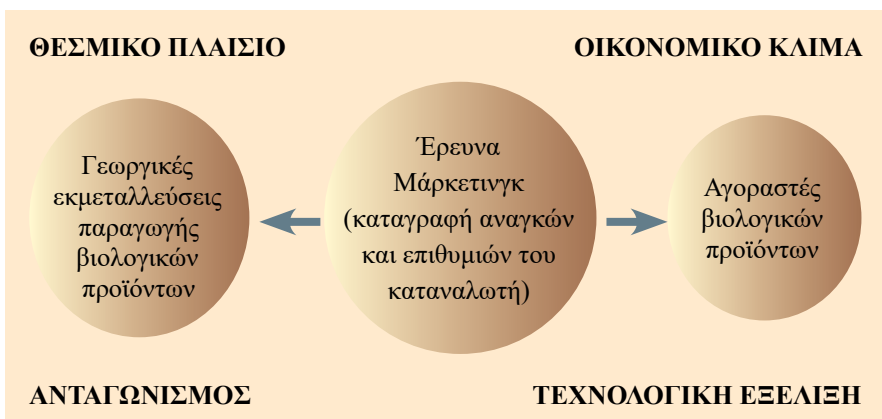 ΘΕΣΜΙΚΟ ΠΛΑΙΣΙΟ
ΟΙΚΟΝΟΜΙΚΟ ΚΛΙΜΑ
Γεωργικές
εκμεταλλεύσεις
παραγωγής
βιολογικών
προϊόντων
Έρευνα
Μάρκετινγκ
(καταγραφή αναγκών
και επιθυμιών του
καταναλωτή)
Αγοραστές
βιολογικών
προϊόντων
ΑΝΤΑΓΩΝΙΣΜΟΣ
ΤΕΧΝΟΛΟΓΙΚΗ ΕΞΕΛΙΞΗ